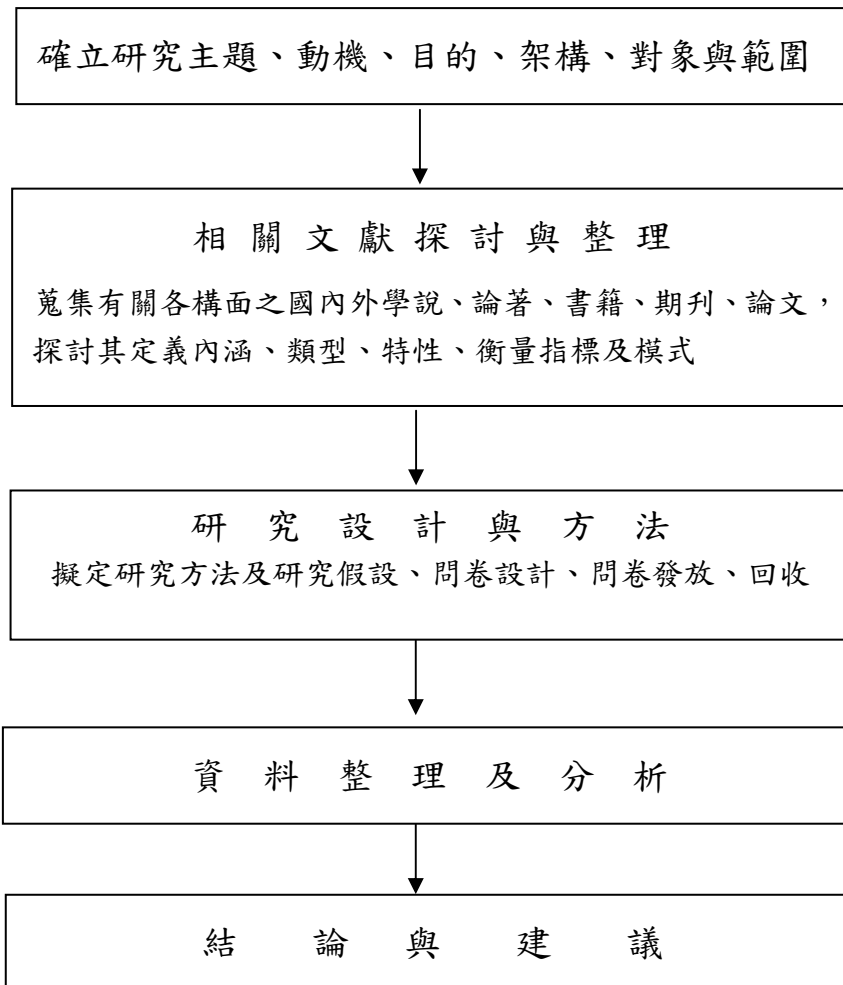 確立研究主題、動機、目的、架構、對象與範圍
相關文獻探討與整理
蒐集有關各構面之國內外學說、論著、書籍、期刊、論文，
探討其定義內涵、類型、特性、衡量指標及模式
研究設計與方法
擬定研究方法及研究假設、問卷設計、問卷發放、回收
資料整理及分析
結論與建議